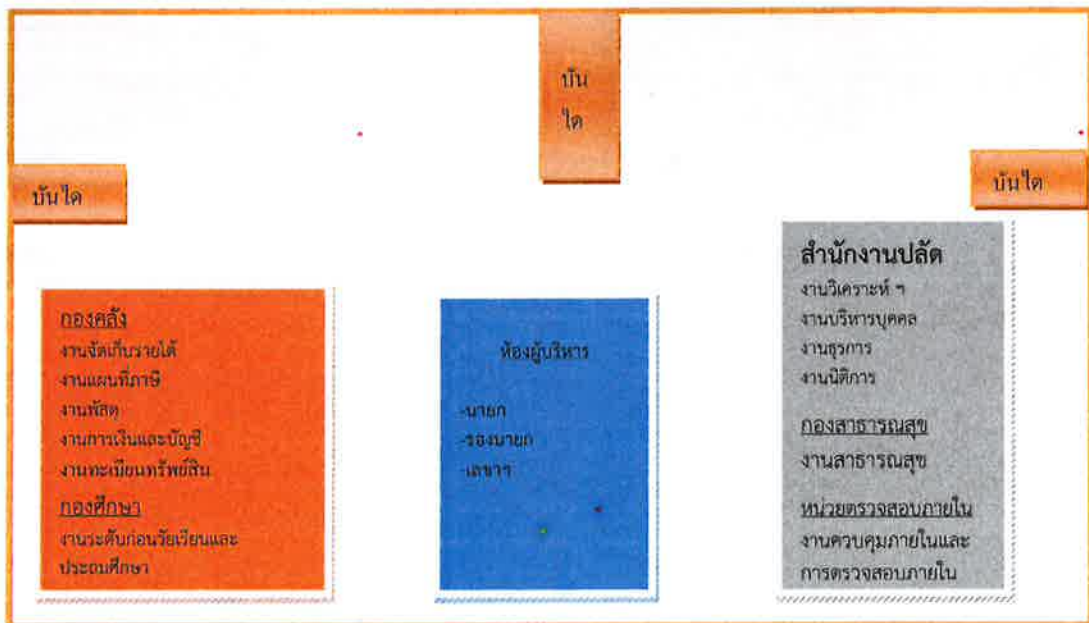 บัน
ได
บันได
บันได
กองคลัง
งานจัดเก็บรายได้
งานแผนที่ภาษี
งานพัสดุ
งานการเงินและบัญชี
งานทะเบียนทรัพย์สิน
กองศึกษา
งานระดับก่อนวัยเรียนและ
ประถมศึกษา
ห้องผู้บริหาร
-นายก
-รองนายก
-เลขาฯ
สำนักงานปลัด
งานวิเคราะห์ ฯ
งานบริหารบุคคล
งานธุรการ
งานนิติการ
กองสาธารณสุข
งานสาธารณสุข
หน่วยตรวจสอบภายใน
งานควบคุมภายในและ
การตรวจสอบภายใน